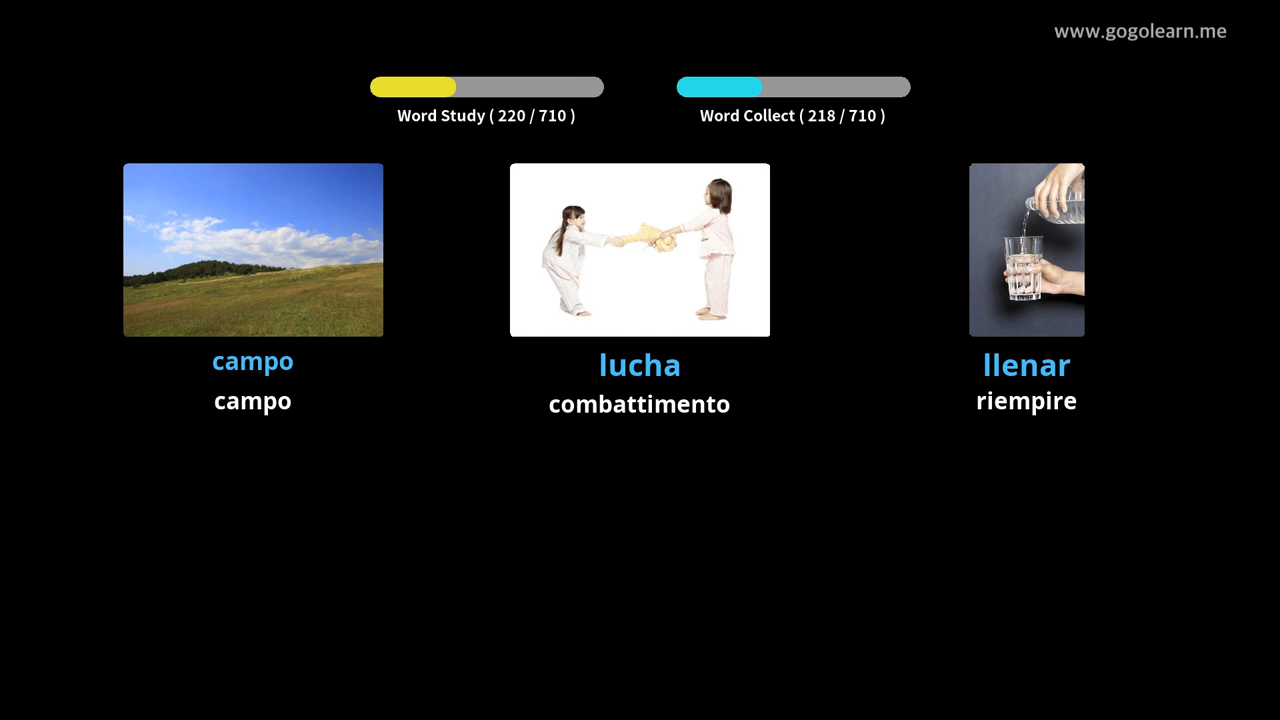 www.gogolearn.me
Word Study ( 220 / 710 )
Word Collect ( 218 / 710 )
campo
campo
lucha
combattimento
llenar
riempire